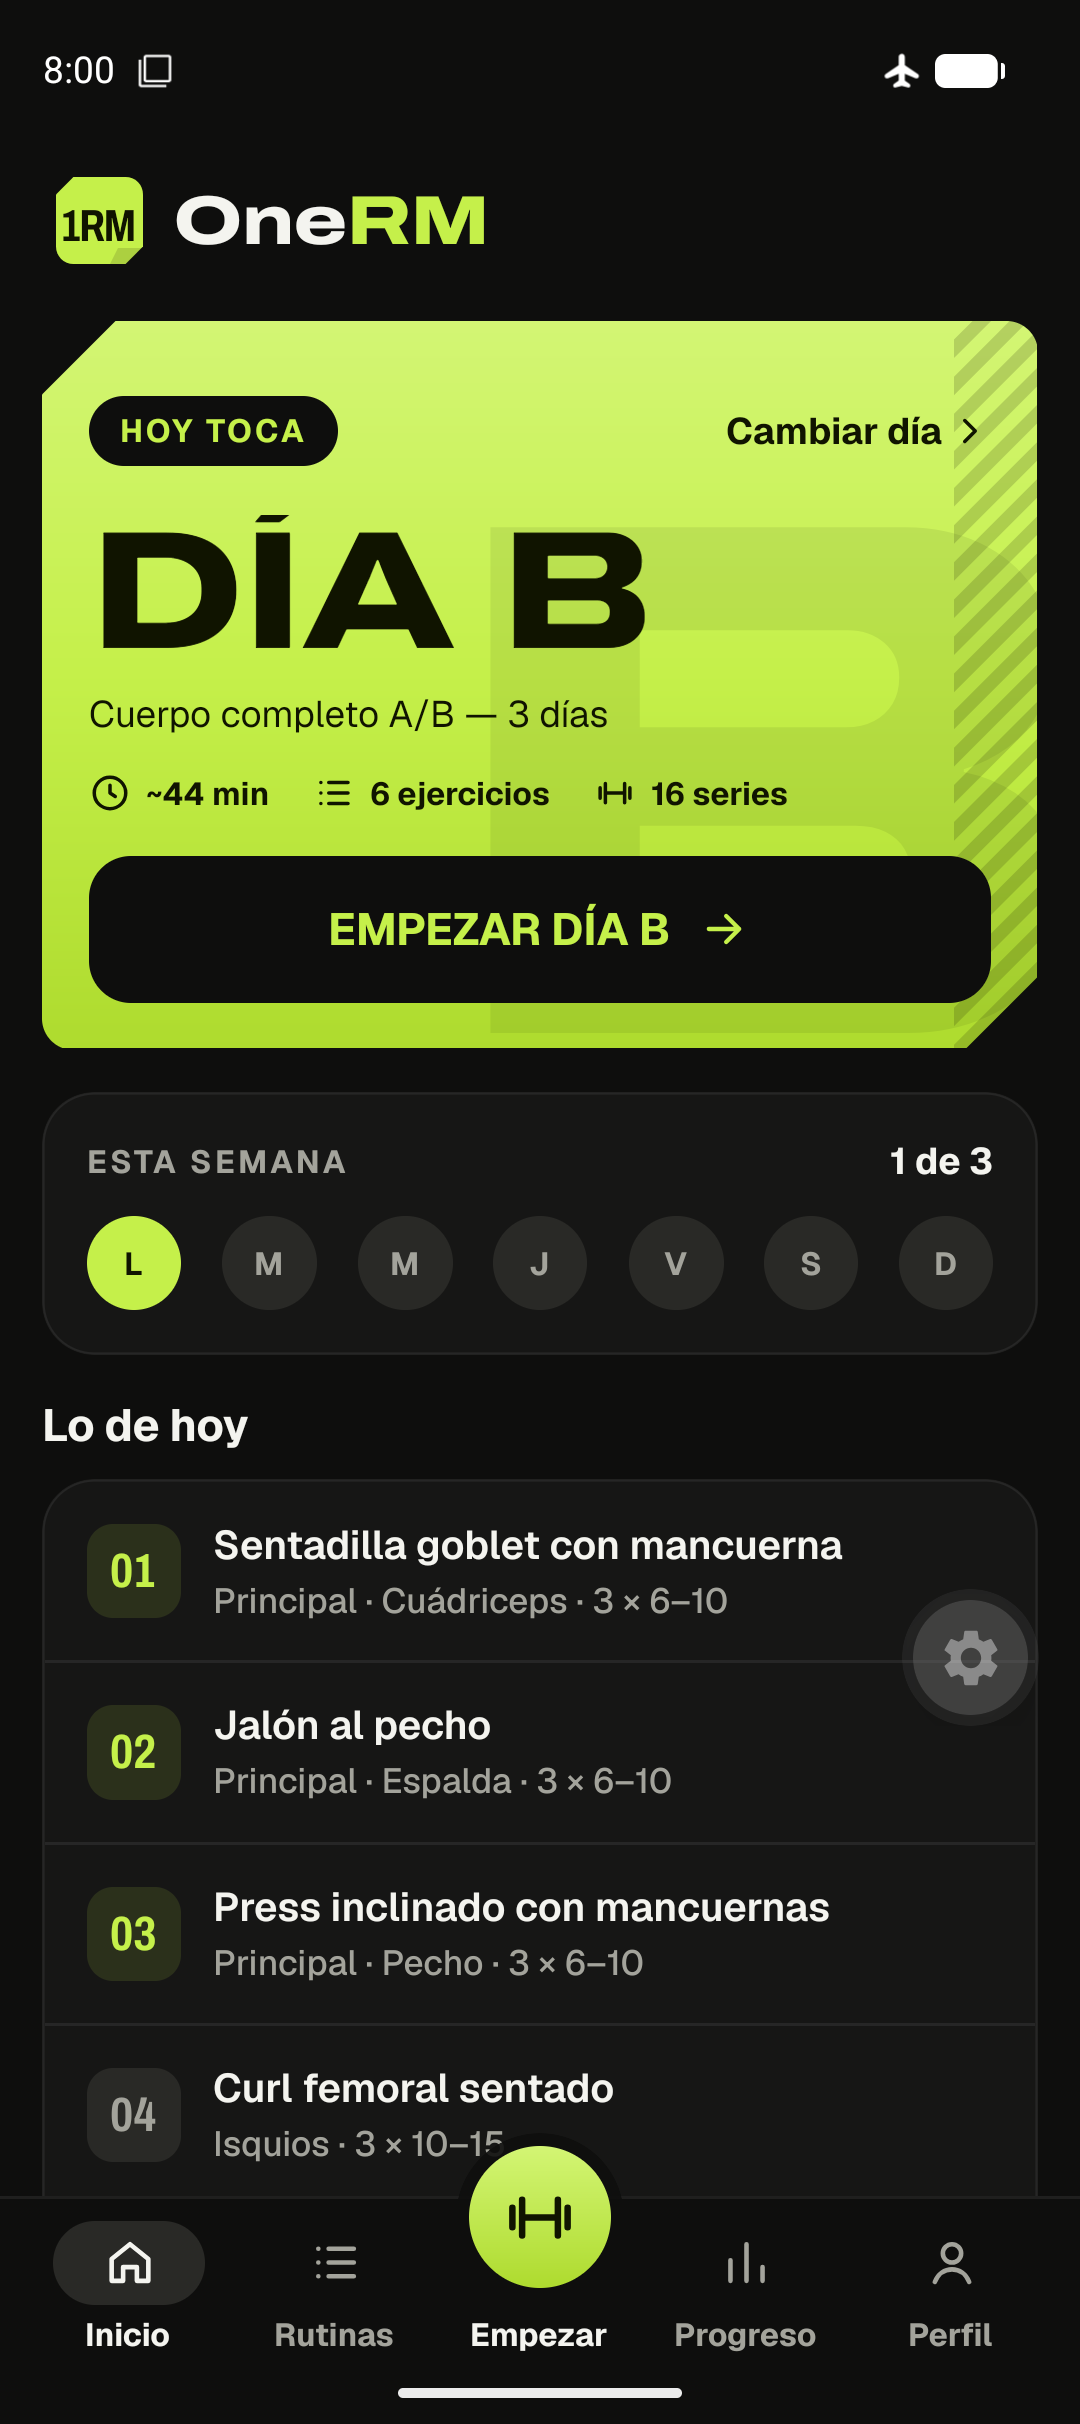 8:00
1RM OneRM
HOY TOCA
Cambiar día
DÍA B
Cuerpo completo A/B — 3 días
~44 min 6 ejercicios 16 series
EMPEZAR DÍA B
ESTA SEMANA 1 de 3
L M M J V S D
Lo de hoy
01 Sentadilla goblet con mancuerna
Principal · Cuádriceps · 3 × 6–10
02 Jalón al pecho
Principal · Espalda · 3 × 6–10
03 Press inclinado con mancuernas
Principal · Pecho · 3 × 6–10
04 Curl femoral sentado
Isquios · 3 × 10–15
Inicio Rutinas Empezar Progreso Perfil